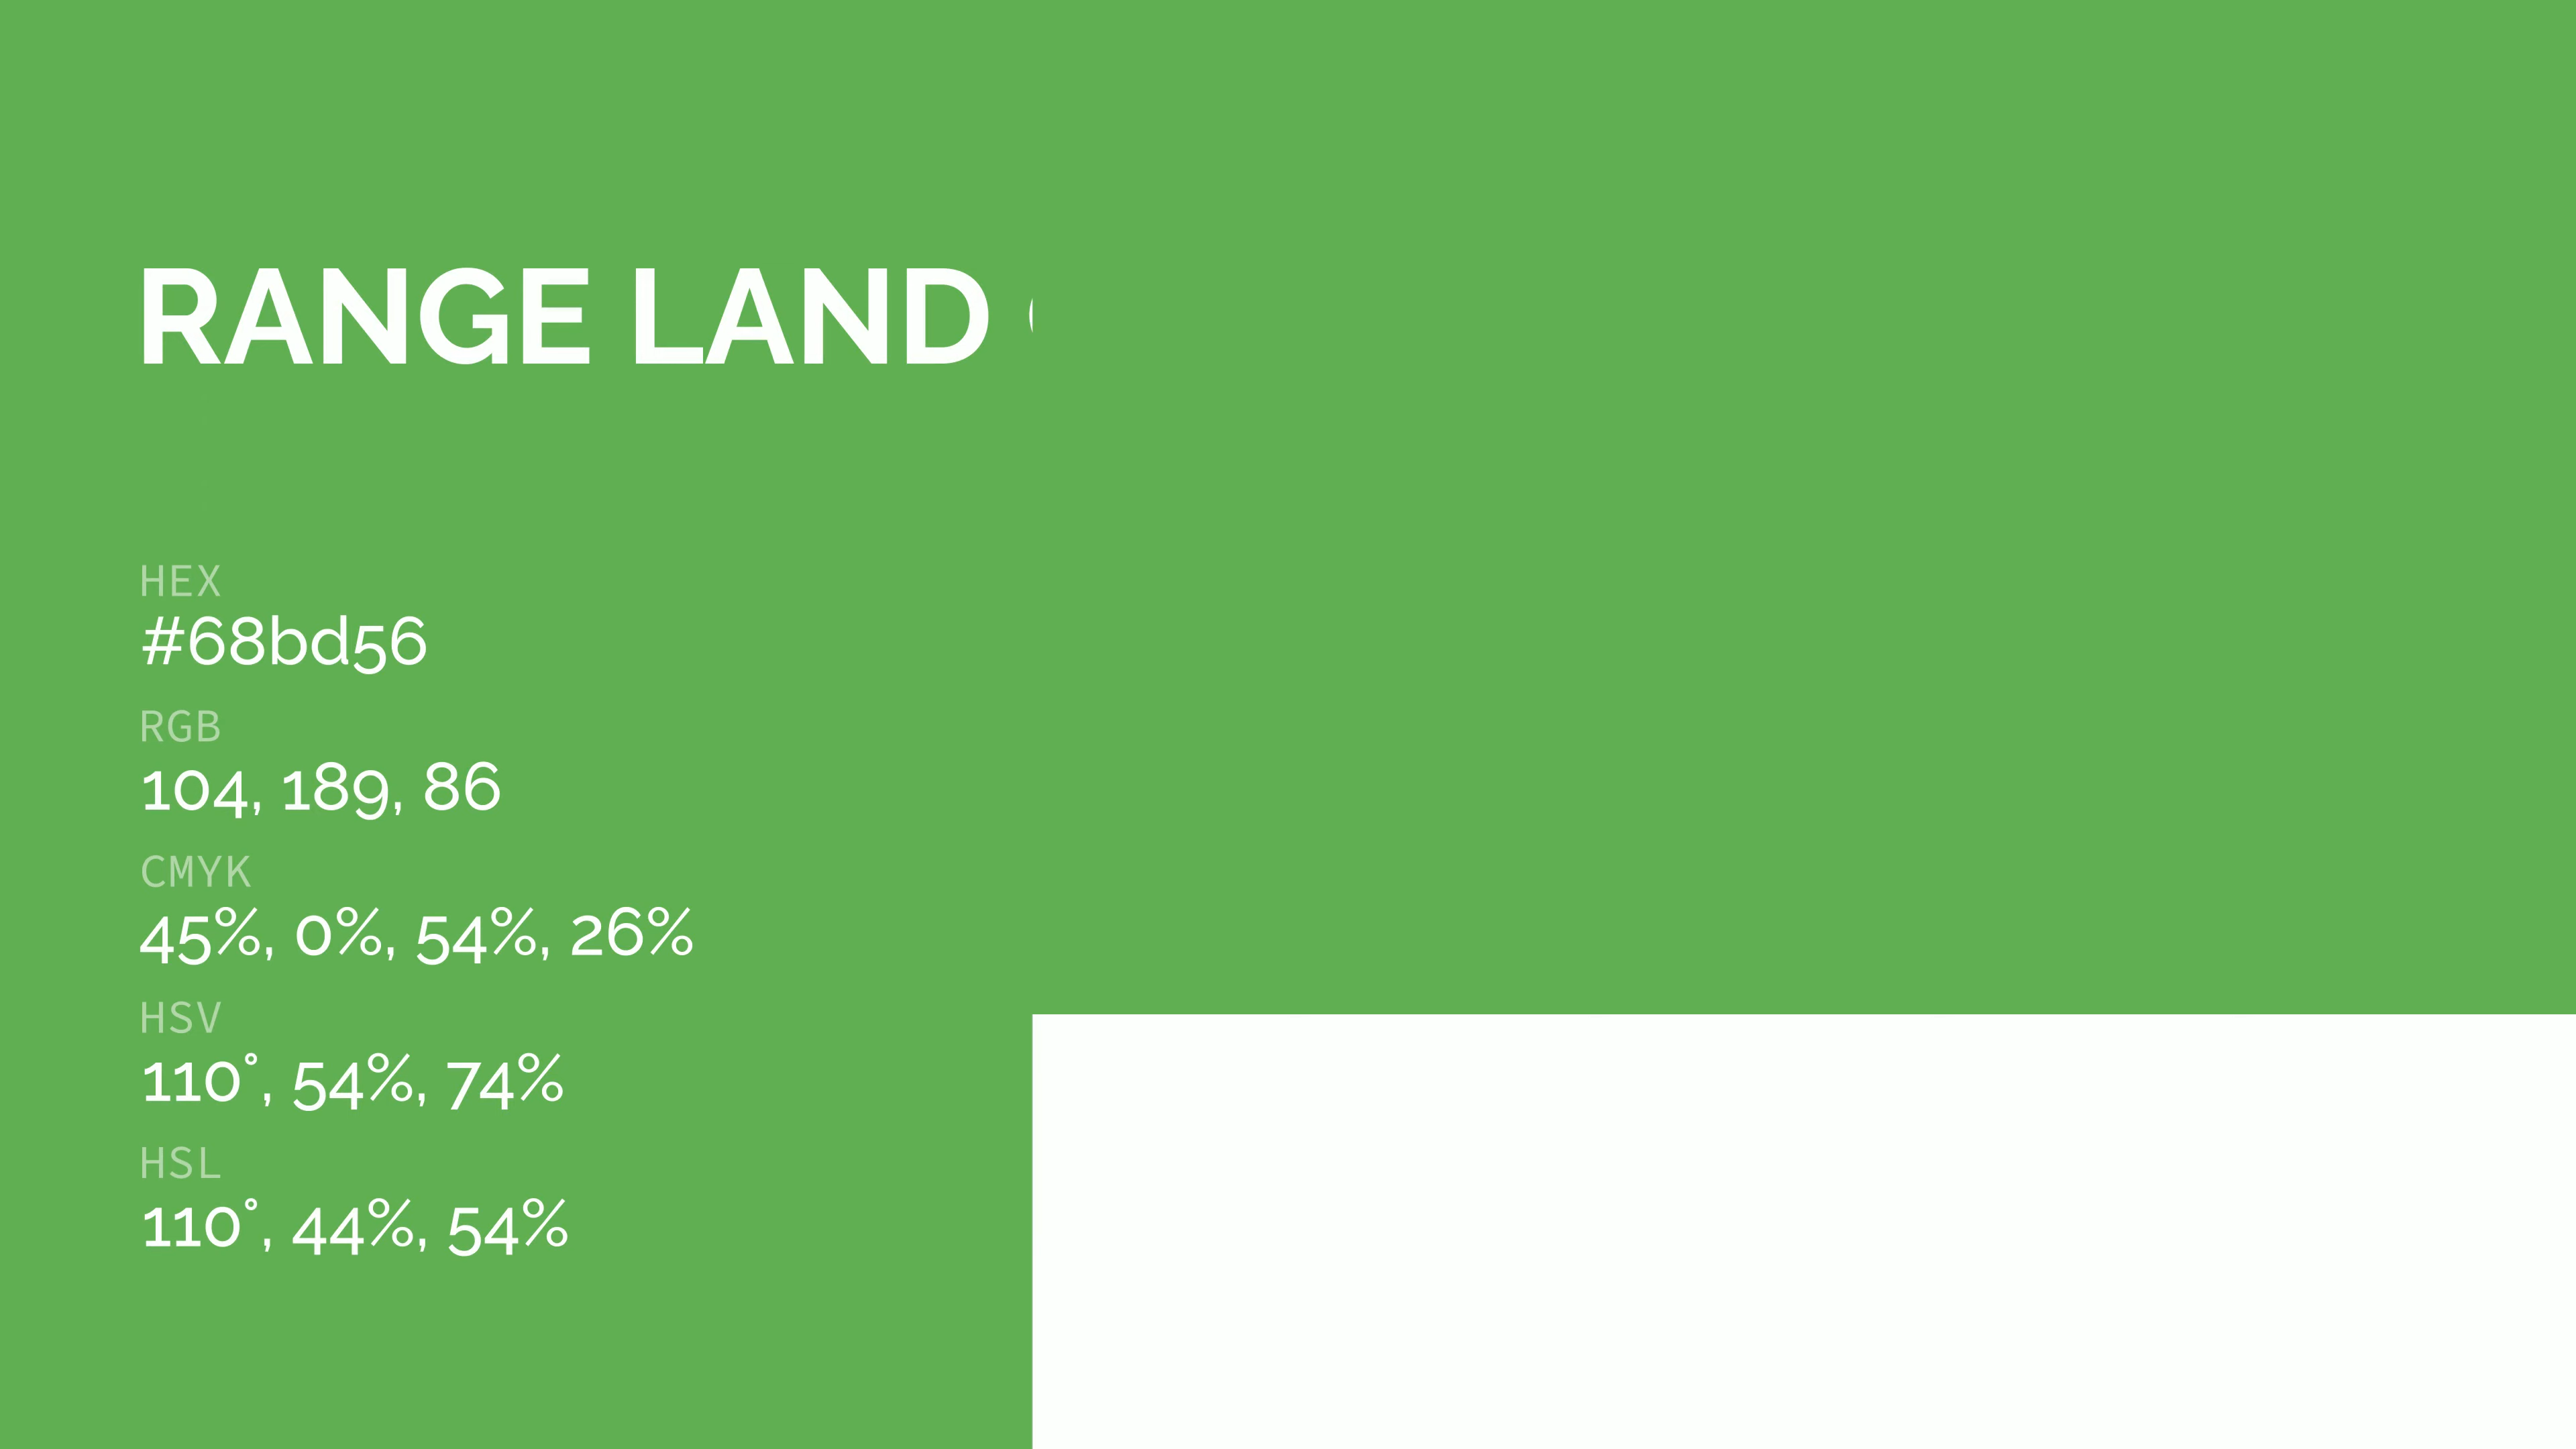 RANGE LAND
HEX
#68bd56
RGB
104, 189, 86
CMYK
45%, 0%, 54%, 26%
HSV
110°, 54%, 74%
HSL
110°, 44%, 54%